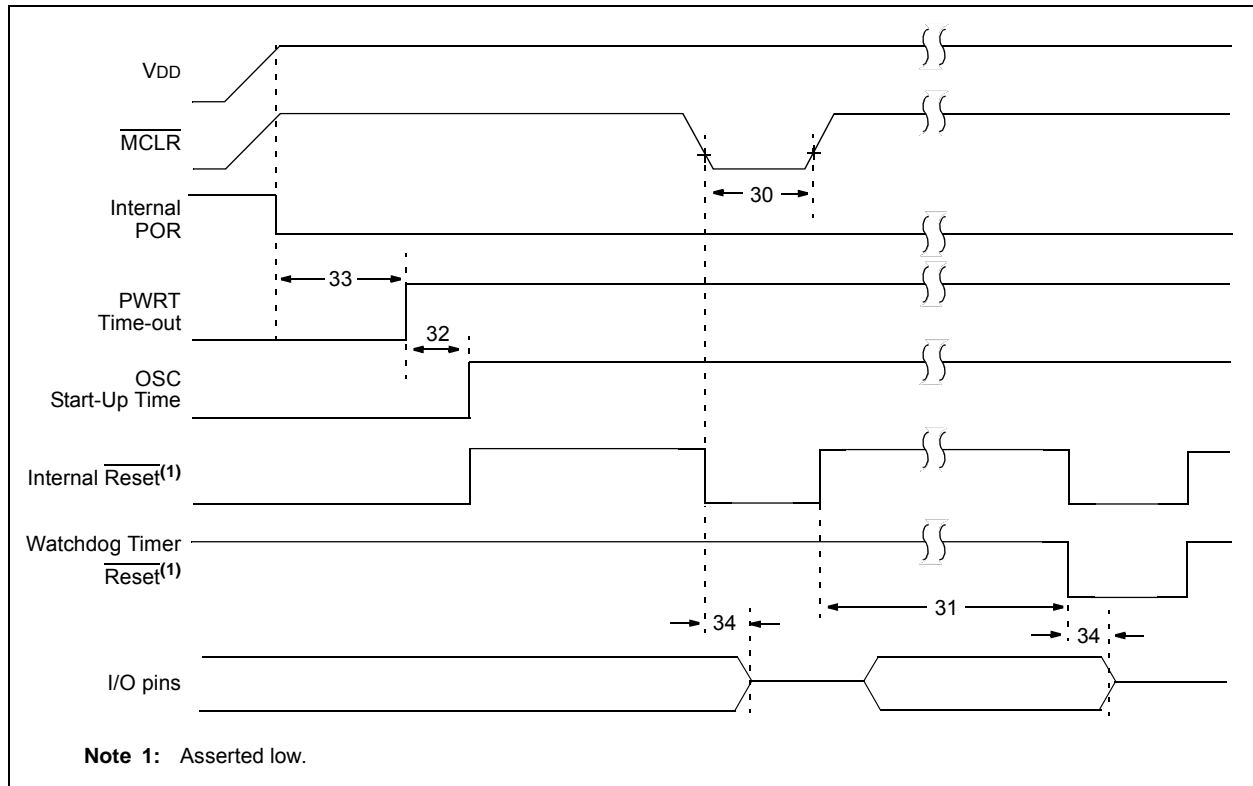 VDD
MCLR
30
Internal
POR
33
PWRT
Time-out
32
OSC
Start-Up Time
Internal Reset(1)
Watchdog Timer
Reset(1)
31
34
34
I/O pins
Note 1: Asserted low.